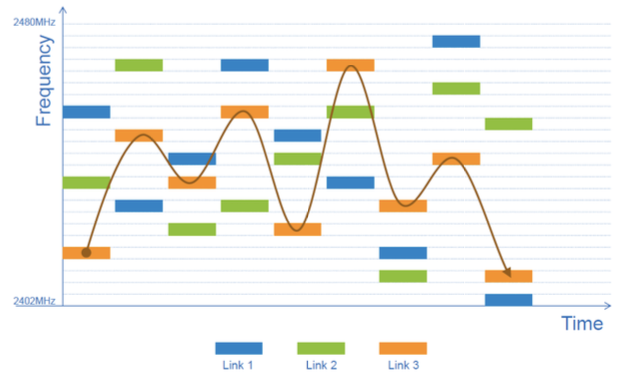 2480MHz
Frequency
2402MHz
Time
Link 1
Link 2
Link 3